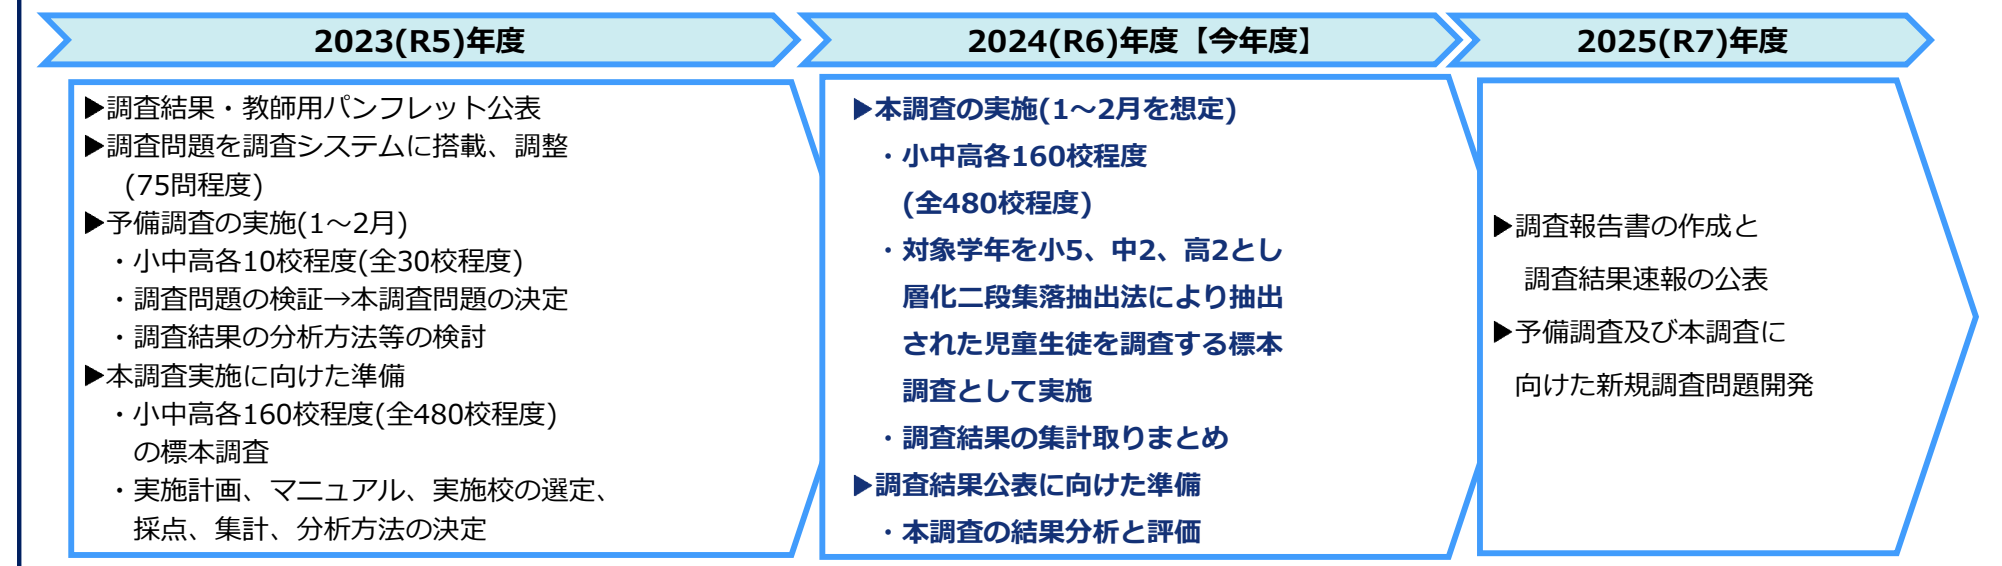 2023(R5)年度
▶調査結果・教師用パンフレット公表
▶調査問題を調査システムに搭載、調整
(75問程度)
▶予備調査の実施(1～2月)
・小中高各10校程度(全30校程度)
・調査問題の検証→本調査問題の決定
・調査結果の分析方法等の検討
▶本調査実施に向けた準備
・小中高各160校程度(全480校程度)
の標本調査
・実施計画、マニュアル、実施校の選定、
採点、集計、分析方法の決定
2024(R6)年度【今年度】
▶本調査の実施(1～2月を想定)
・小中高各160校程度
(全480校程度)
・対象学年を小5、中2、高2とし
層化二段集落抽出法により抽出
された児童生徒を調査する標本
調査として実施
・調査結果の集計取りまとめ
▶調査結果公表に向けた準備
・本調査の結果分析と評価
2025(R7)年度
▶調査報告書の作成と
調査結果速報の公表
▶予備調査及び本調査に
向けた新規調査問題開発